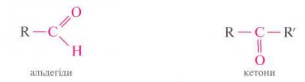 O
R — C
H
альдегіди
R — C — R′
O
кетони